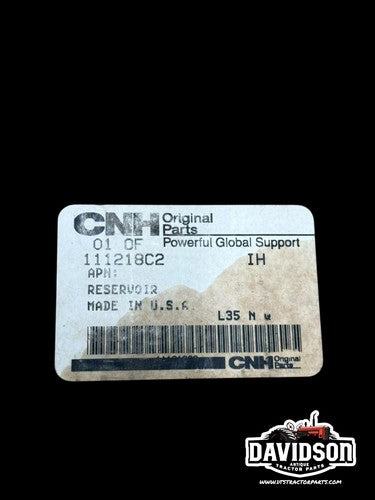 CNH Original
Parts
01 OF Powerful Global Support
111218C2 IH
APN:
RESERVOIR
MADE IN U.S.A.
L35 N w
CNH Original
Parts
DAVIDSON
ANTIQUE
TRACTOR PARTS
WWW.DTSTRACTORPARTS.COM